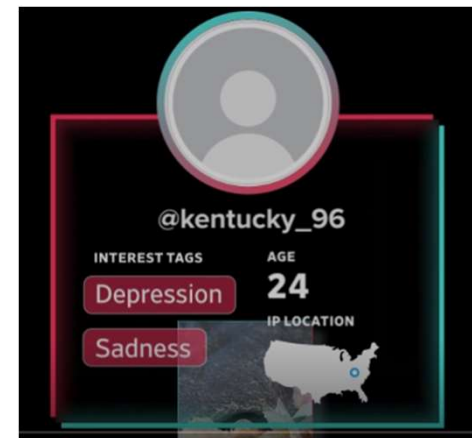 @kentucky_96
INTEREST TAGS
AGE
Depression
24
IP LOCATION
Sadness